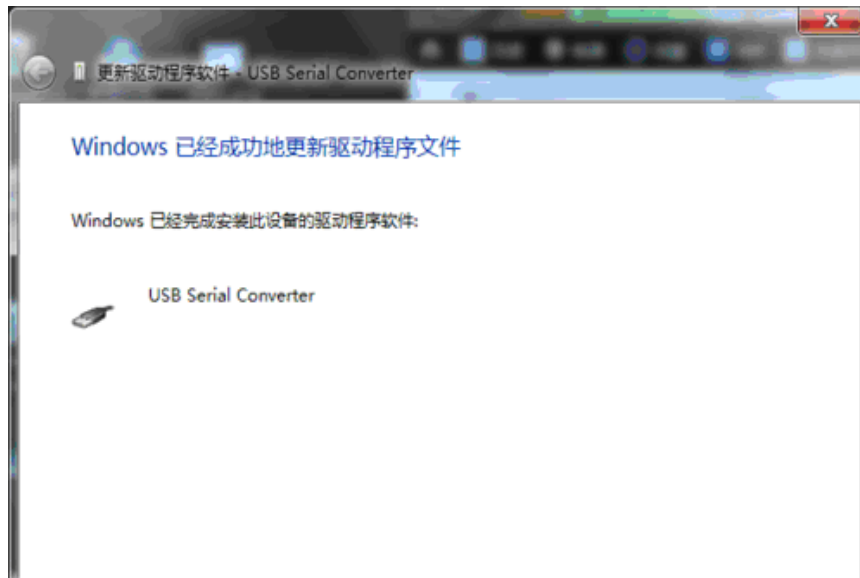 更新驱动程序软件 - USB Serial Converter
Windows 已经成功地更新驱动程序文件
Windows 已经完成安装此设备的驱动程序软件:
USB Serial Converter